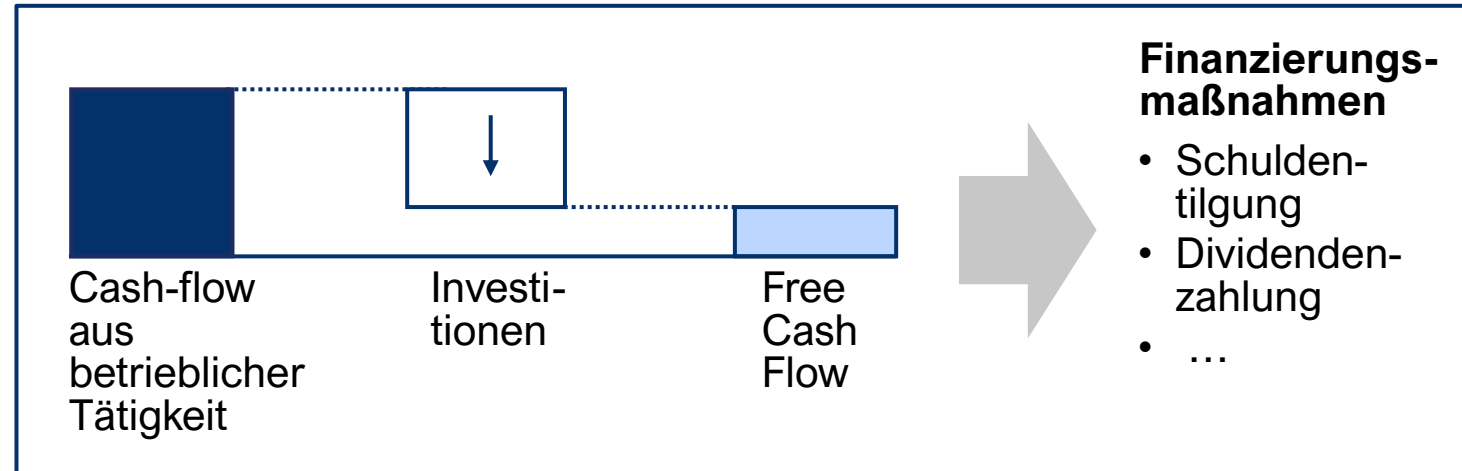 Cash-flow
aus
betrieblicher
Tätigkeit
Investi-
tionen
Free
Cash
Flow
Finanzierungs-
maßnahmen
• Schulden-
tilgung
• Dividenden-
zahlung
• ...